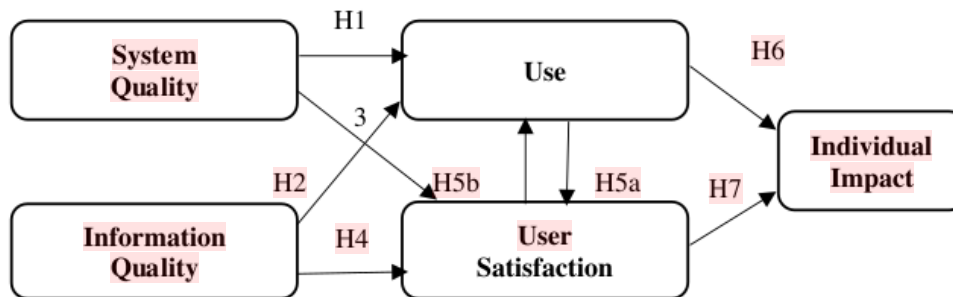 H1
System
Quality
Use
H6
3
Individual
Impact
H2
H5b
H5a
H7
Information
Quality
H4
User
Satisfaction